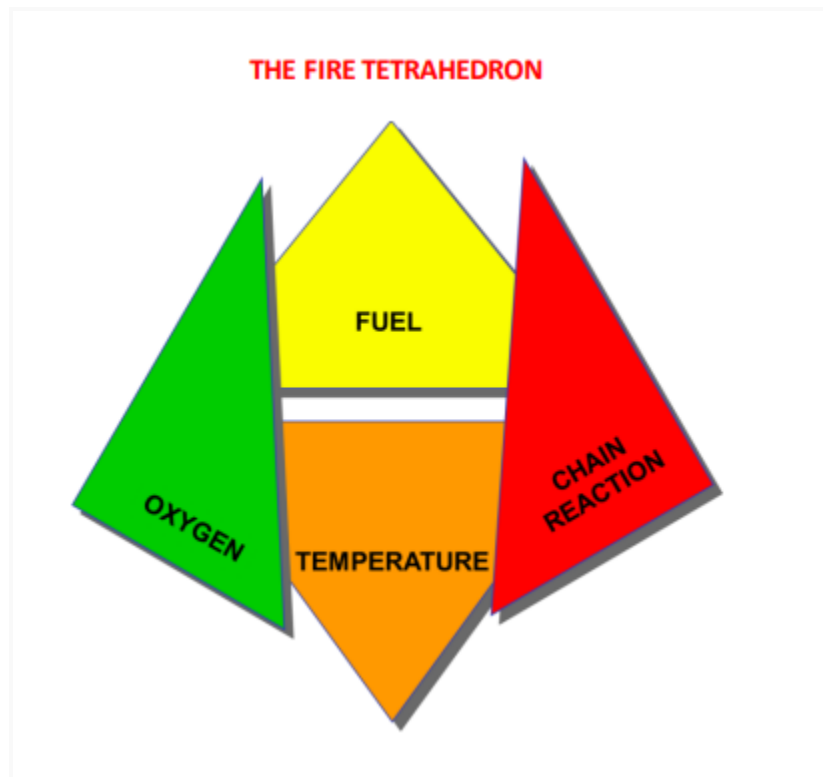 THE FIRE TETRAHEDRON
FUEL
OXYGEN
TEMPERATURE
CHAIN
REACTION